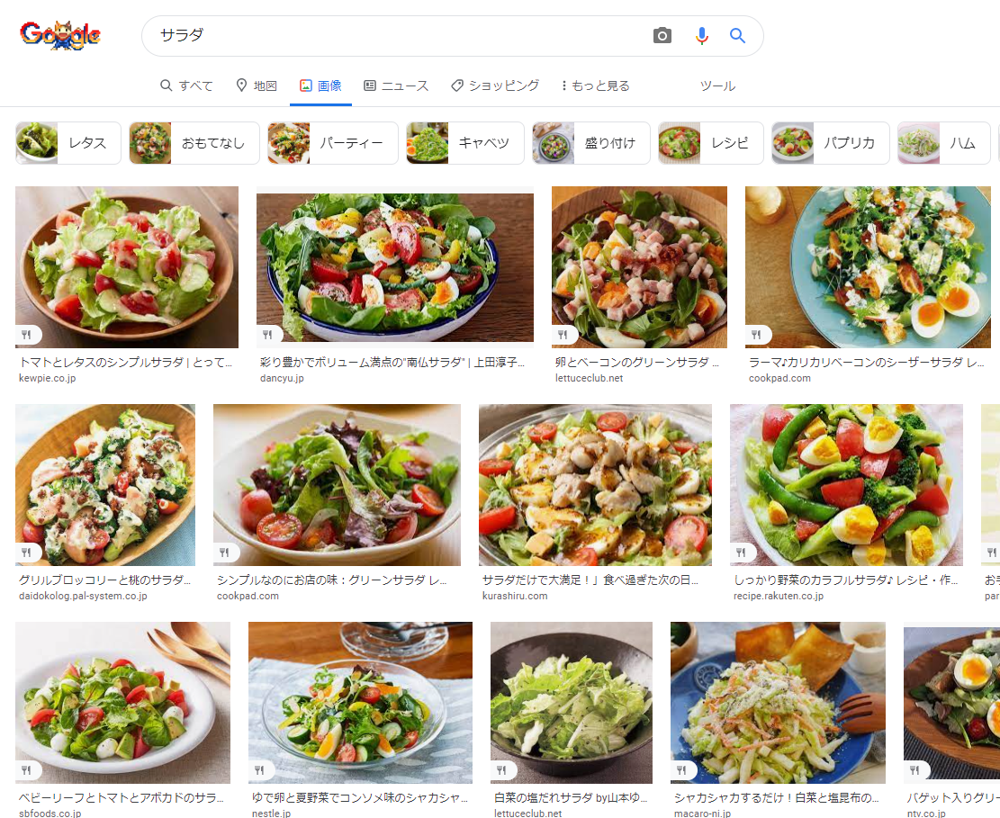 Google
サラダ
すべて
地図
画像
ニュース
ショッピング
もっと見る
ツール
レタス
おもてなし
パーティー
キャベツ
盛り付け
レシピ
パプリカ
ハム
トマトとレタスのシンプルサラダ | とって...
彩り豊かでボリューム満点の"南仏サラダ" | 上田淳子...
卵とベーコンのグリーンサラダ ...
ラーマ♪カリカリベーコンのシーザーサラダ レ...
kewpie.co.jp
dancyu.jp
lettuceclub.net
cookpad.com
グリルブロッコリーと桃のサラダ...
シンプルなのにお店の味：グリーンサラダ レ...
サラダだけで大満足！」食べ過ぎた次の日...
しっかり野菜のカラフルサラダ♪ レシピ・作...
お手
daidokolog.pal-system.co.jp
cookpad.com
kurashiru.com
recipe.rakuten.co.jp
par
ベビーリーフとトマトとアボカドのサラ...
ゆで卵と夏野菜でコンソメ味のシャカシャ...
白菜の塩だれサラダ by山本ゆ...
シャカシャカするだけ！白菜と塩昆布の...
バゲット入りグリー
sbfoods.co.jp
nestle.jp
lettuceclub.net
macaro-ni.jp
ntv.co.jp